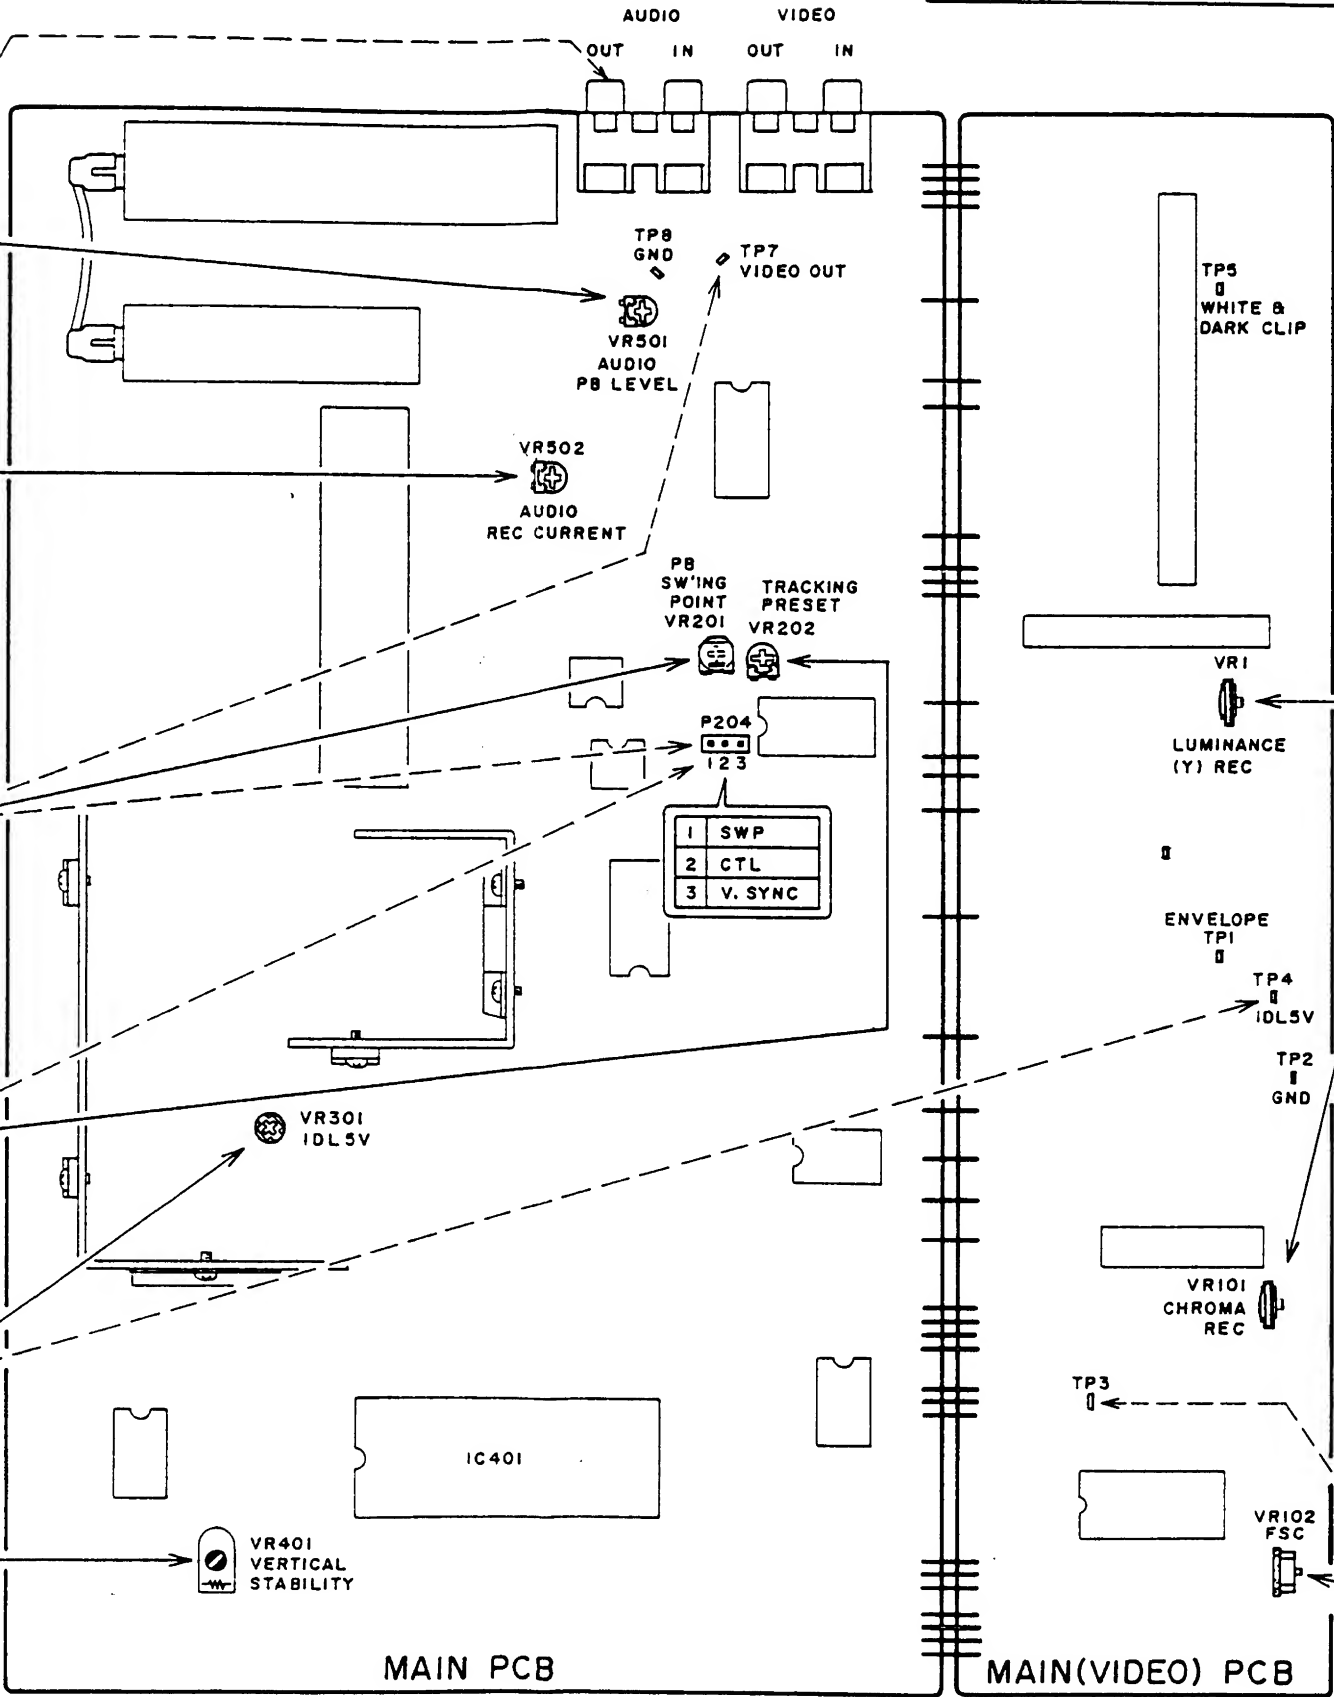 AUDIO VIDEO
OUT IN OUT IN
TP8
GND
TP7
VIDEO OUT
VR501
AUDIO
PB LEVEL
VR502
AUDIO
REC CURRENT
PB
SW'ING
POINT
VR201
TRACKING
PRESET
VR202
P204
1 2 3
1 SWP
2 CTL
3 V. SYNC
VR301
IDL5V
IC401
VR401
VERTICAL
STABILITY
MAIN PCB
TP5
WHITE &
DARK CLIP
VR1
LUMINANCE
(Y) REC
ENVELOPE
TP1
TP4
IDL5V
TP2
GND
VR101
CHROMA
REC
TP3
VR102
FSC
MAIN(VIDEO) PCB